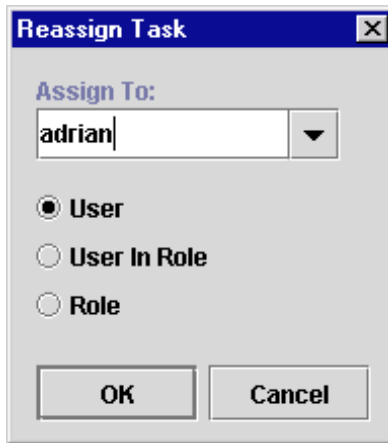 Reassign Task
Assign To:
adrian
User
User In Role
Role
OK Cancel